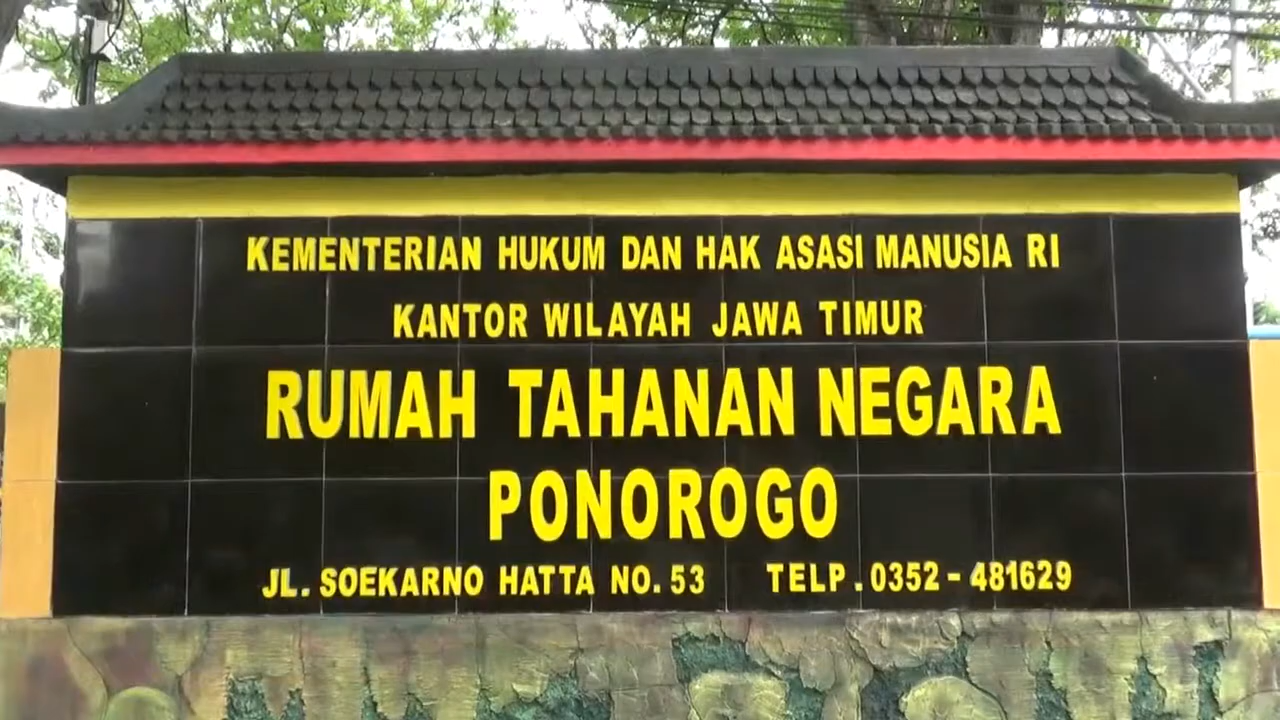 KEMENTERIAN HUKUM DAN HAK ASASI MANUSIA RI
KANTOR WILAYAH JAWA TIMUR
RUMAH TAHANAN NEGARA
PONOROGO
JL. SOEKARNO HATTA NO. 53 TELP. 0352 - 481629